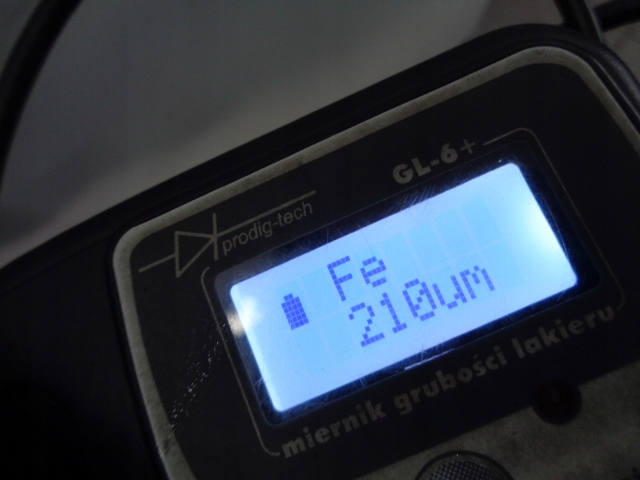 GL-6+
prodig-tech
Fe
210um
miernik grubości lakieru